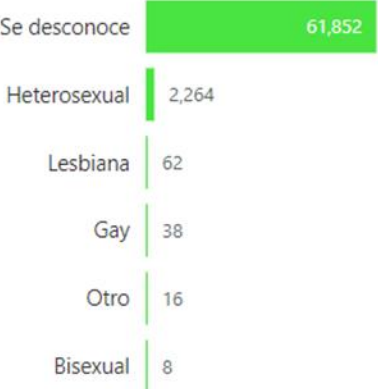 Se desconoce 61,852
Heterosexual 2,264
Lesbiana 62
Gay 38
Otro 16
Bisexual 8